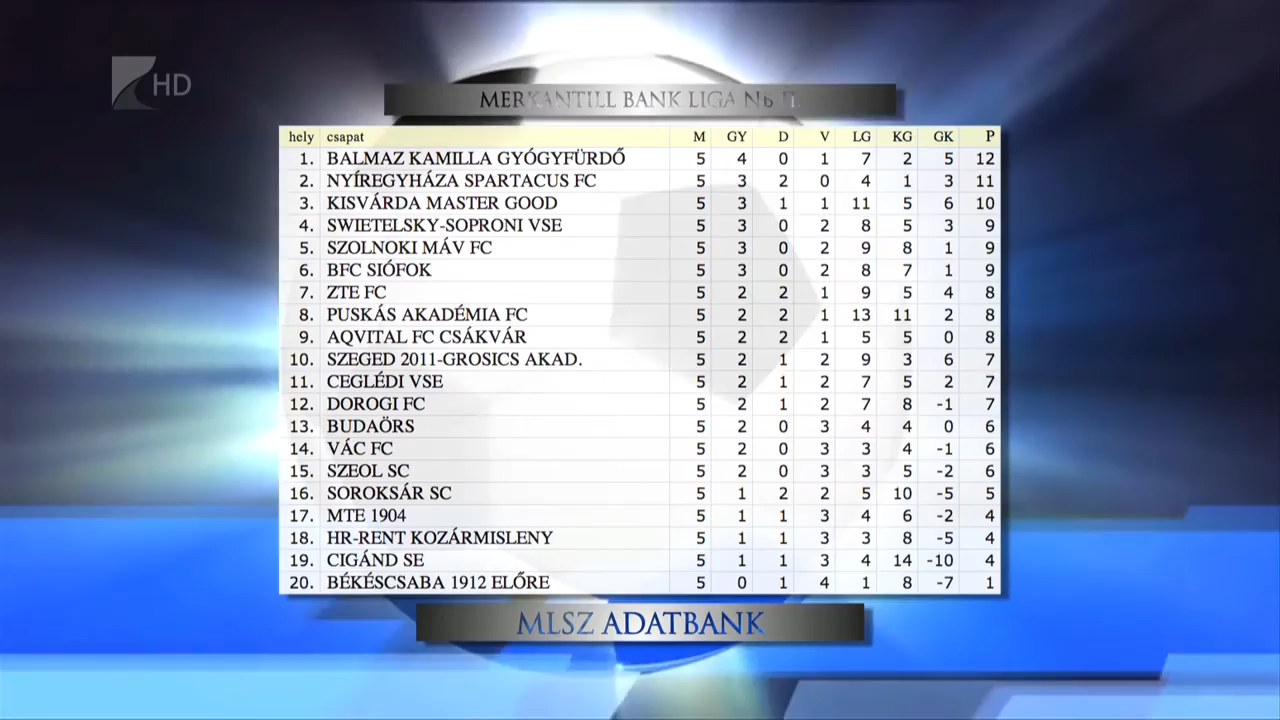 HD
MERKANTILL BANK LIGA Nb II.
hely csapat M GY D V LG KG GK P
1. BALMAZ KAMILLA GYÓGYFÜRDŐ 5 4 0 1 7 2 5 12
2. NYÍREGYHÁZA SPARTACUS FC 5 3 2 0 4 1 3 11
3. KISVÁRDA MASTER GOOD 5 3 1 1 11 5 6 10
4. SWIETELSKY-SOPRONI VSE 5 3 0 2 8 5 3 9
5. SZOLNOKI MÁV FC 5 3 0 2 9 8 1 9
6. BFC SIÓFOK 5 3 0 2 8 7 1 9
7. ZTE FC 5 2 2 1 9 5 4 8
8. PUSKÁS AKADÉMIA FC 5 2 2 1 13 11 2 8
9. AQVITAL FC CSÁKVÁR 5 2 2 1 5 5 0 8
10. SZEGED 2011-GROSICS AKAD. 5 2 1 2 9 3 6 7
11. CEGLÉDI VSE 5 2 1 2 7 5 2 7
12. DOROGI FC 5 2 1 2 7 8 -1 7
13. BUDAÖRS 5 2 0 3 4 4 0 6
14. VÁC FC 5 2 0 3 3 4 -1 6
15. SZEOL SC 5 2 0 3 3 5 -2 6
16. SOROKSÁR SC 5 1 2 2 5 10 -5 5
17. MTE 1904 5 1 1 3 4 6 -2 4
18. HR-RENT KOZÁRMISLENY 5 1 1 3 3 8 -5 4
19. CIGÁND SE 5 1 1 3 4 14 -10 4
20. BÉKÉSCSABA 1912 ELŐRE 5 0 1 4 1 8 -7 1
MLSZ ADATBANK